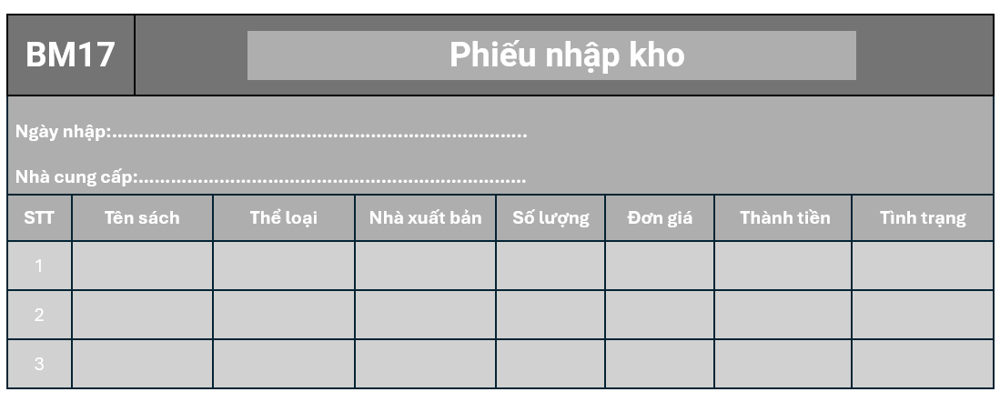 BM17 Phiếu nhập kho
Ngày nhập:……………………………………………………………………..
Nhà cung cấp:………………………………………………………………..
STT Tên sách Thể loại Nhà xuất bản Số lượng Đơn giá Thành tiền Tình trạng
1
2
3